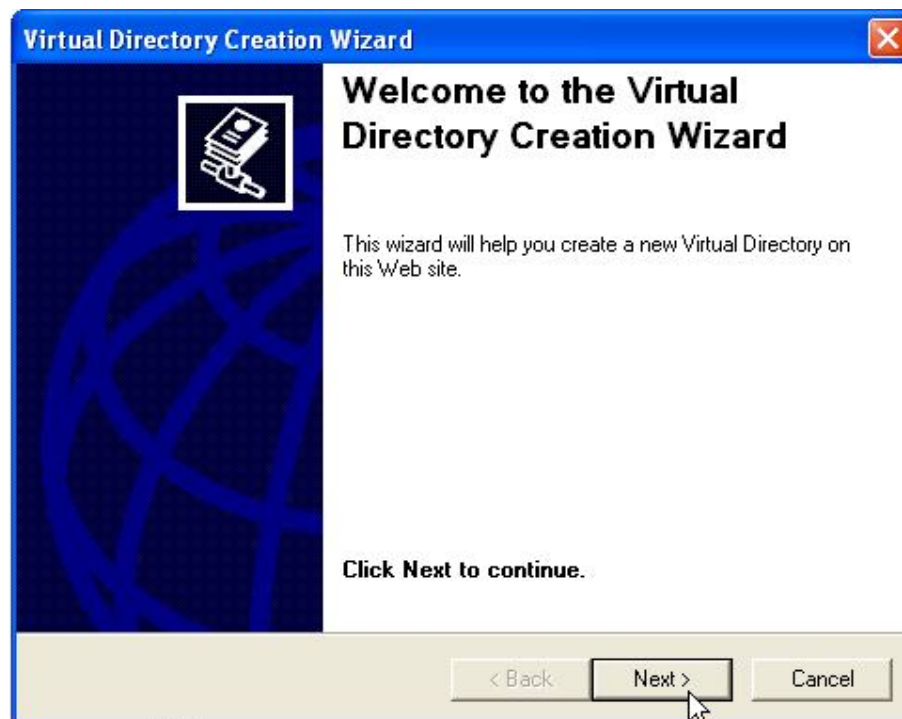 Virtual Directory Creation Wizard
Welcome to the Virtual
Directory Creation Wizard
This wizard will help you create a new Virtual Directory on
this Web site.
Click Next to continue.
< Back
Next >
Cancel